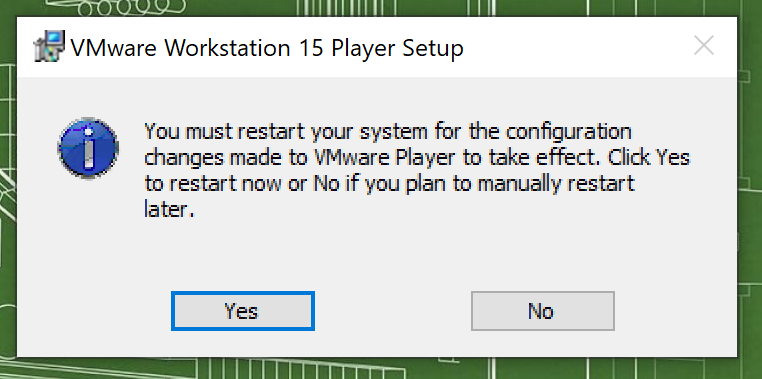 VMware Workstation 15 Player Setup
You must restart your system for the configuration
changes made to VMware Player to take effect. Click Yes
to restart now or No if you plan to manually restart
later.
Yes
No